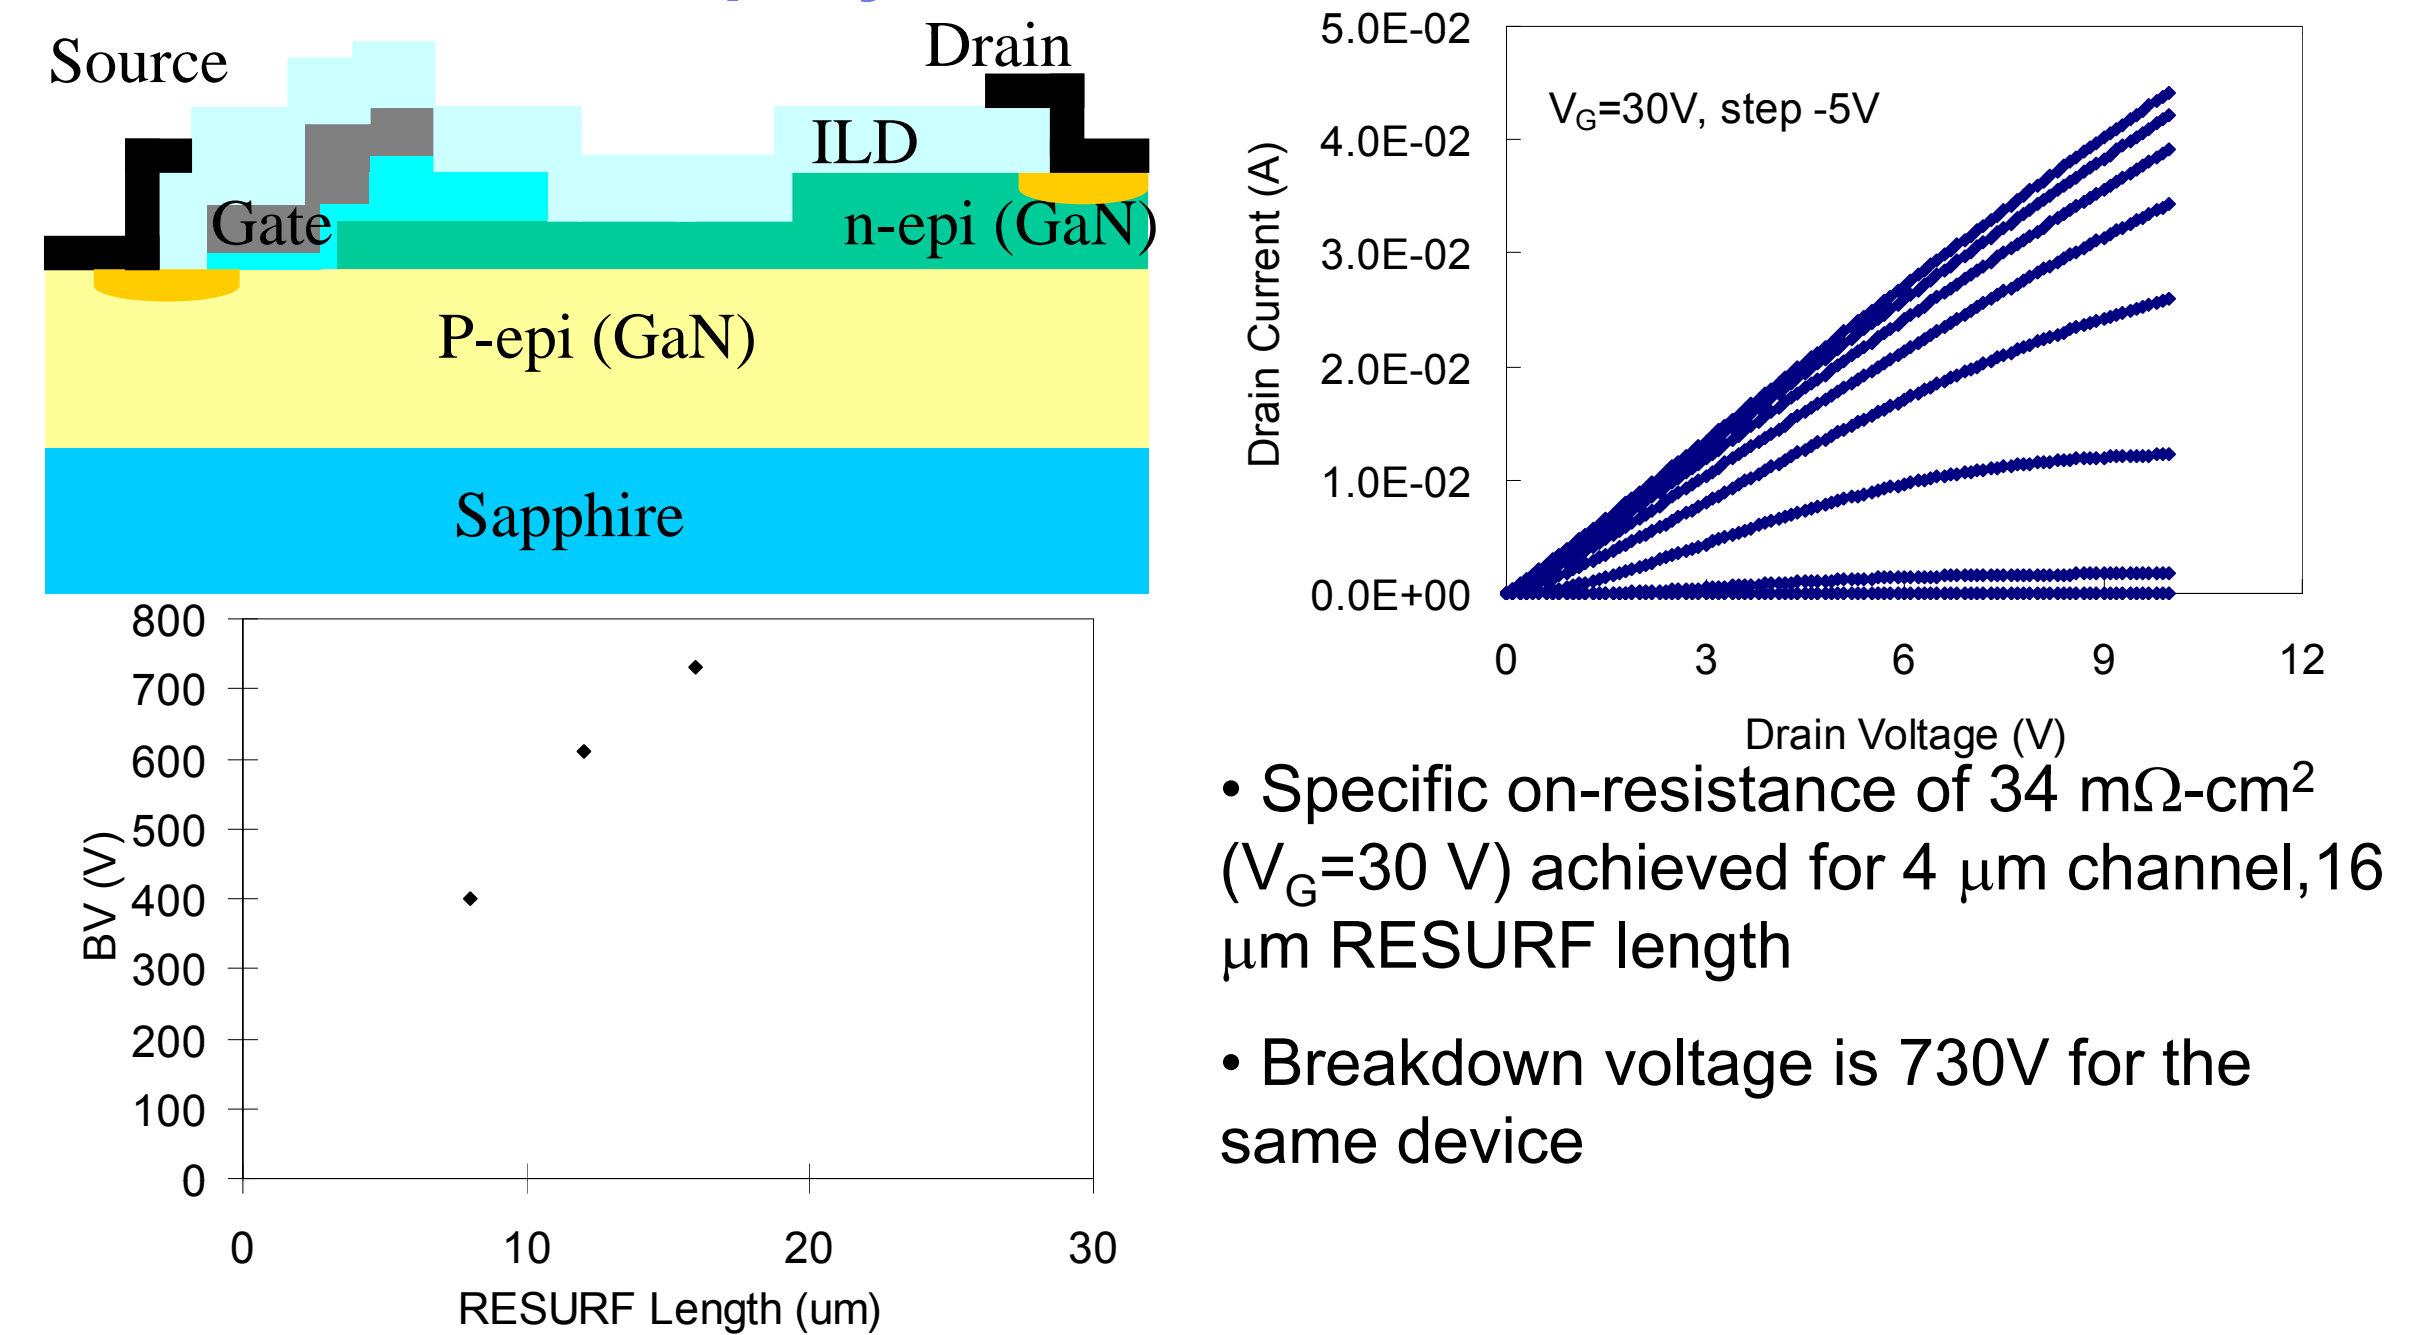 Source
Drain
ILD
Gate
n-epi (GaN)
P-epi (GaN)
Sapphire
5.0E-02
4.0E-02
3.0E-02
2.0E-02
1.0E-02
0.0E+00
Drain Current (A)
V_G=30V, step -5V
0 3 6 9 12
Drain Voltage (V)
800
700
600
500
400
300
200
100
0
BV (V)
0 10 20 30
RESURF Length (um)
• Specific on-resistance of 34 mΩ-cm²
(V_G=30 V) achieved for 4 μm channel,16
μm RESURF length
• Breakdown voltage is 730V for the
same device